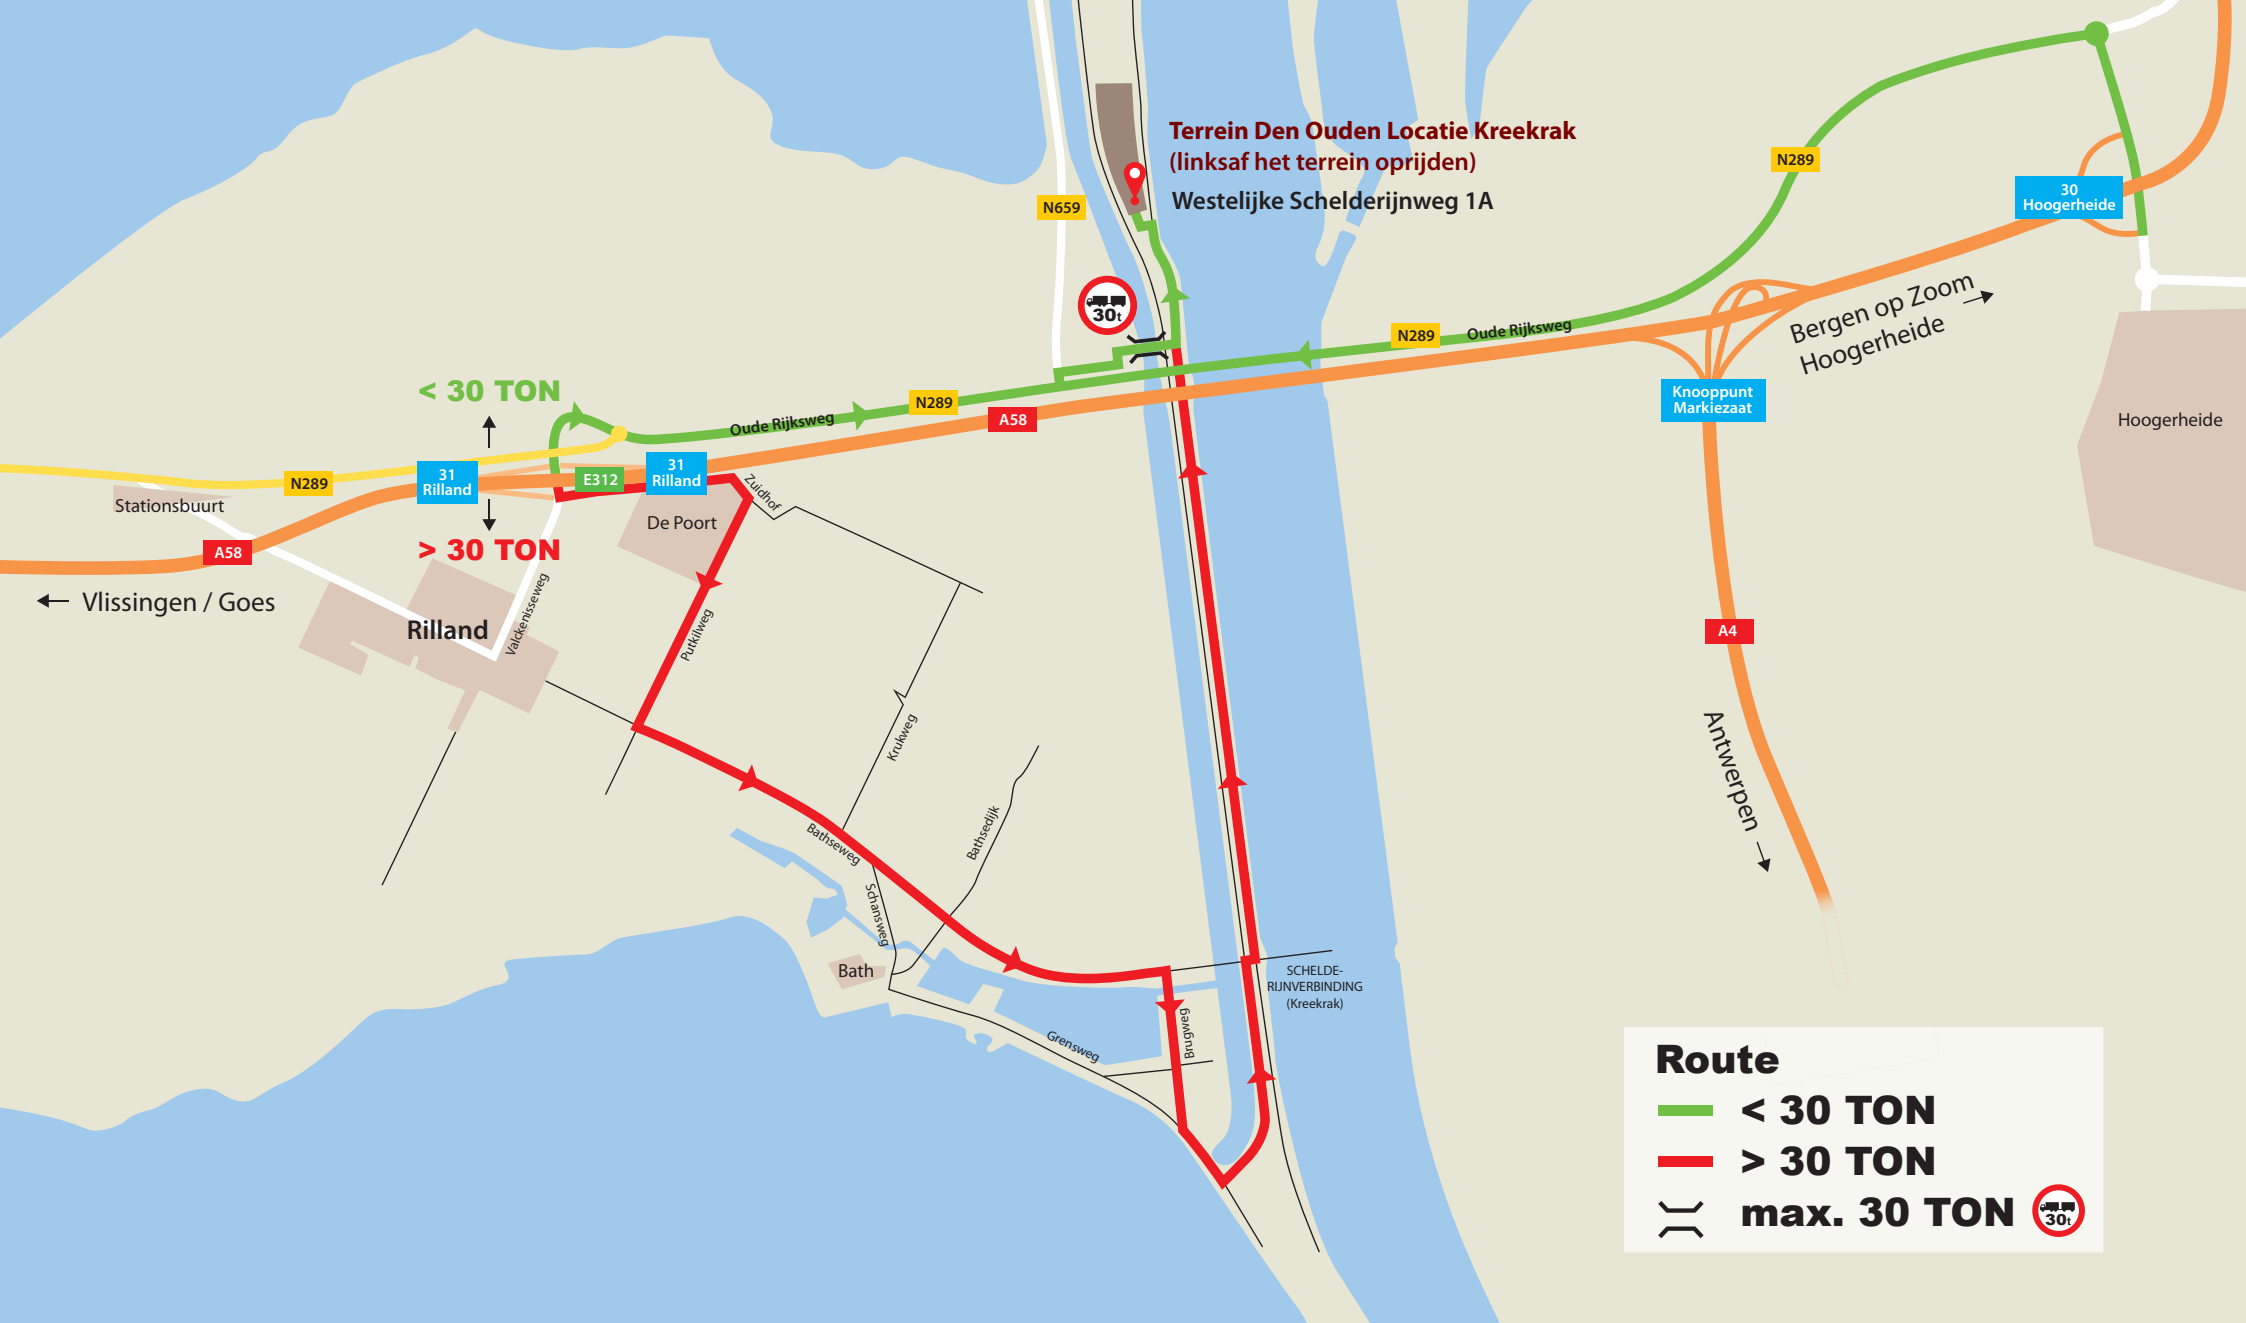 Terrein Den Ouden Locatie Kreekrak
(linksaf het terrein oprijden)
Westelijke Schelderijnweg 1A
N289
30
Hoogerheide
N659
30t
N289
Oude Rijksweg
Bergen op Zoom
Hoogerheide
Knooppunt
Markiezaat
Hoogerheide
< 30 TON
Oude Rijksweg
N289
A58
31
Rilland
E312
31
Rilland
N289
Stationsbuurt
Zuidhof
De Poort
A58
> 30 TON
Vlissingen / Goes
Rilland
Valckenisseweg
Putkilweg
A4
Krukweg
Antwerpen
Bathseweg
Bathsedijk
Schansweg
Bath
SCHELDE-
RIJNVERBINDING
(Kreekrak)
Grensweg
Brugweg
Route
< 30 TON
> 30 TON
max. 30 TON
30t